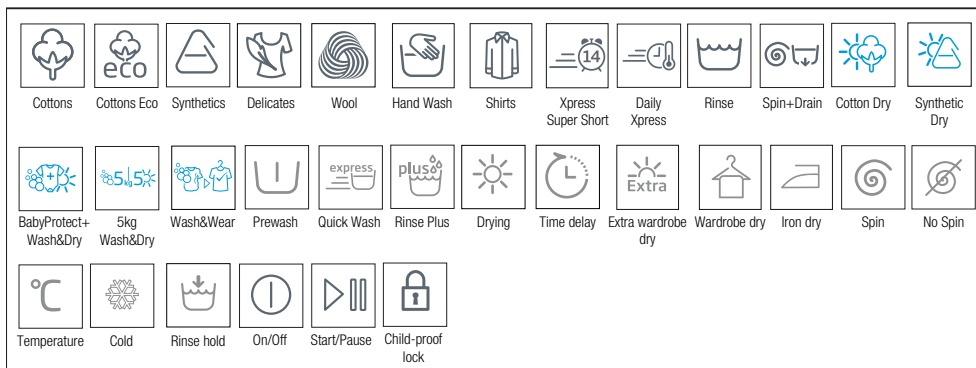 eco
14
Cottons Cottons Eco Synthetics Delicates Wool Hand Wash Shirts Xpress Super Short Daily Xpress Rinse Spin+Drain Cotton Dry Synthetic Dry
5kg 5
express
plus
Extra
BabyProtect+ Wash&Dry 5kg Wash&Dry Wash&Wear Prewash Quick Wash Rinse Plus Drying Time delay Extra wardrobe dry Wardrobe dry Iron dry Spin No Spin
°C
Temperature Cold Rinse hold On/Off Start/Pause Child-proof lock